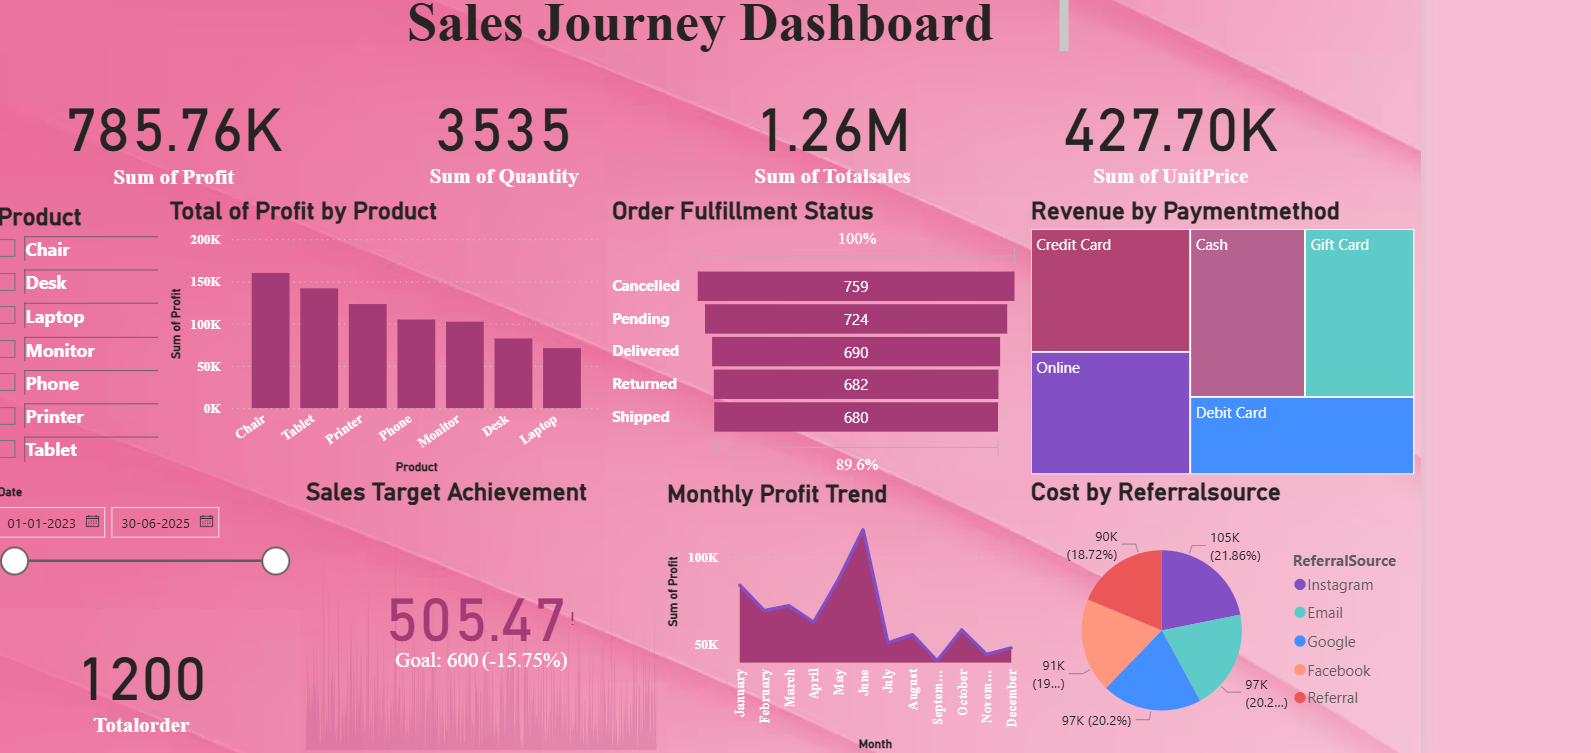 Sales Journey Dashboard
785.76K
Sum of Profit
3535
Sum of Quantity
1.26M
Sum of Totalsales
427.70K
Sum of UnitPrice
Product
Chair
Desk
Laptop
Monitor
Phone
Printer
Tablet
Total of Profit by Product
Sum of Profit
200K
150K
100K
50K
0K
Chair
Tablet
Printer
Phone
Monitor
Desk
Laptop
Product
Order Fulfillment Status
100%
Cancelled 759
Pending 724
Delivered 690
Returned 682
Shipped 680
89.6%
Revenue by Paymentmethod
Credit Card
Cash
Gift Card
Online
Debit Card
Date
01-01-2023
30-06-2025
1200
Totalorder
Sales Target Achievement
505.47!
Goal: 600 (-15.75%)
Monthly Profit Trend
Sum of Profit
100K
50K
January
February
March
April
May
June
July
August
Septem...
October
Novem...
December
Month
Cost by Referralsource
90K
(18.72%)
105K
(21.86%)
91K
(19...)
97K (20.2%)
97K
(20.2...)
ReferralSource
Instagram
Email
Google
Facebook
Referral